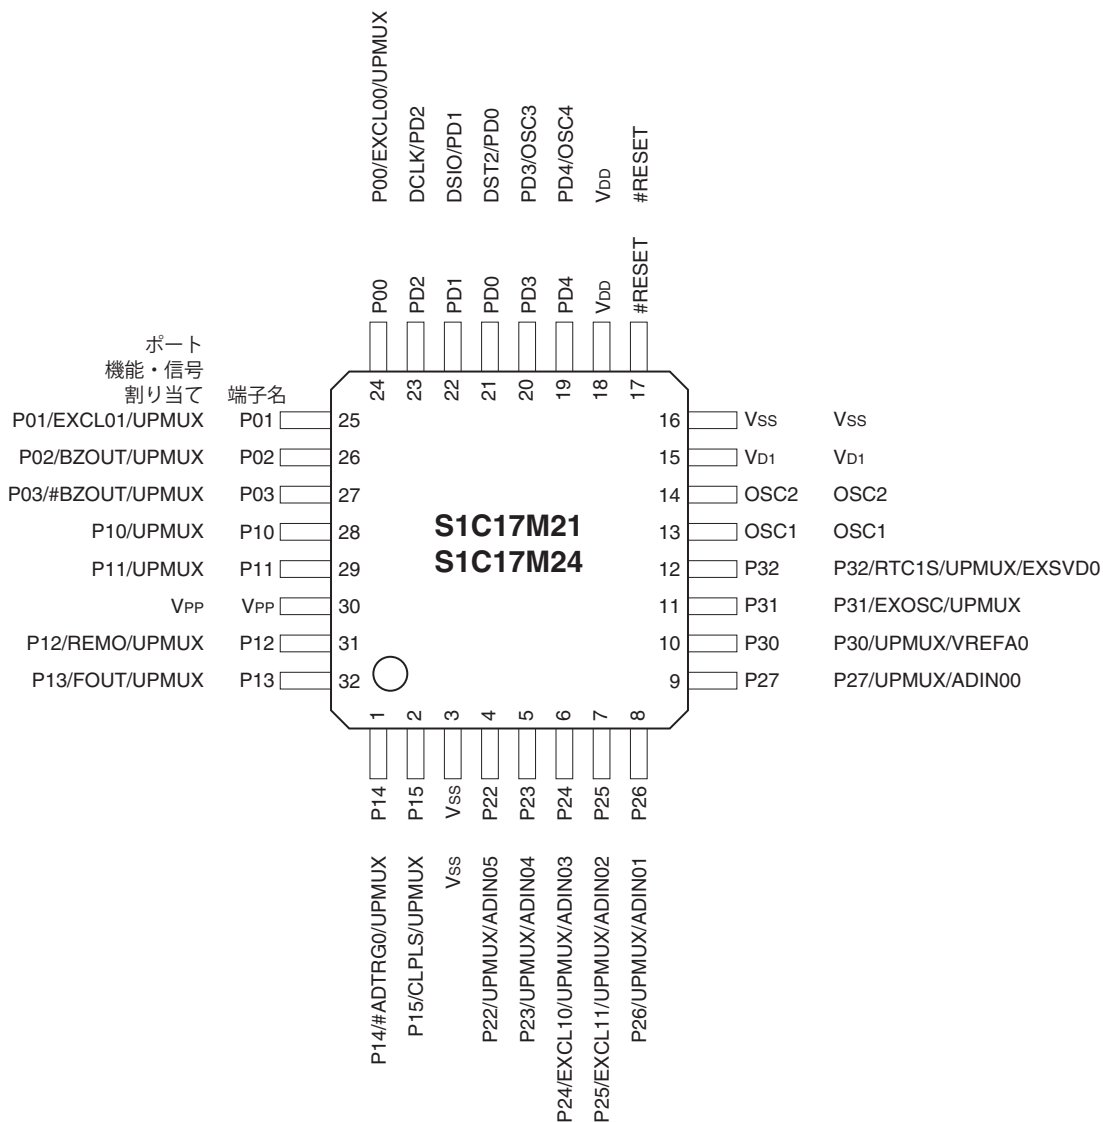 P00/EXCL00/UPMUX
DCLK/PD2
DSIO/PD1
DST2/PD0
PD3/OSC3
PD4/OSC4
VDD
#RESET
P00
PD2
PD1
PD0
PD3
PD4
VDD
#RESET
24
23
22
21
20
19
18
17
ポート
機能・信号
割り当て 端子名
P01/EXCL01/UPMUX P01 25
P02/BZOUT/UPMUX P02 26
P03/#BZOUT/UPMUX P03 27
P10/UPMUX P10 28
P11/UPMUX P11 29
VPP VPP 30
P12/REMO/UPMUX P12 31
P13/FOUT/UPMUX P13 32
S1C17M21
S1C17M24
16 VSS VSS
15 VD1 VD1
14 OSC2 OSC2
13 OSC1 OSC1
12 P32 P32/RTC1S/UPMUX/EXSVD0
11 P31 P31/EXOSC/UPMUX
10 P30 P30/UPMUX/VREFA0
9 P27 P27/UPMUX/ADIN00
1
2
3
4
5
6
7
8
P14
P15
VSS
P22
P23
P24
P25
P26
P14/#ADTRG0/UPMUX
P15/CLPLS/UPMUX
VSS
P22/UPMUX/ADIN05
P23/UPMUX/ADIN04
P24/EXCL10/UPMUX/ADIN03
P25/EXCL11/UPMUX/ADIN02
P26/UPMUX/ADIN01